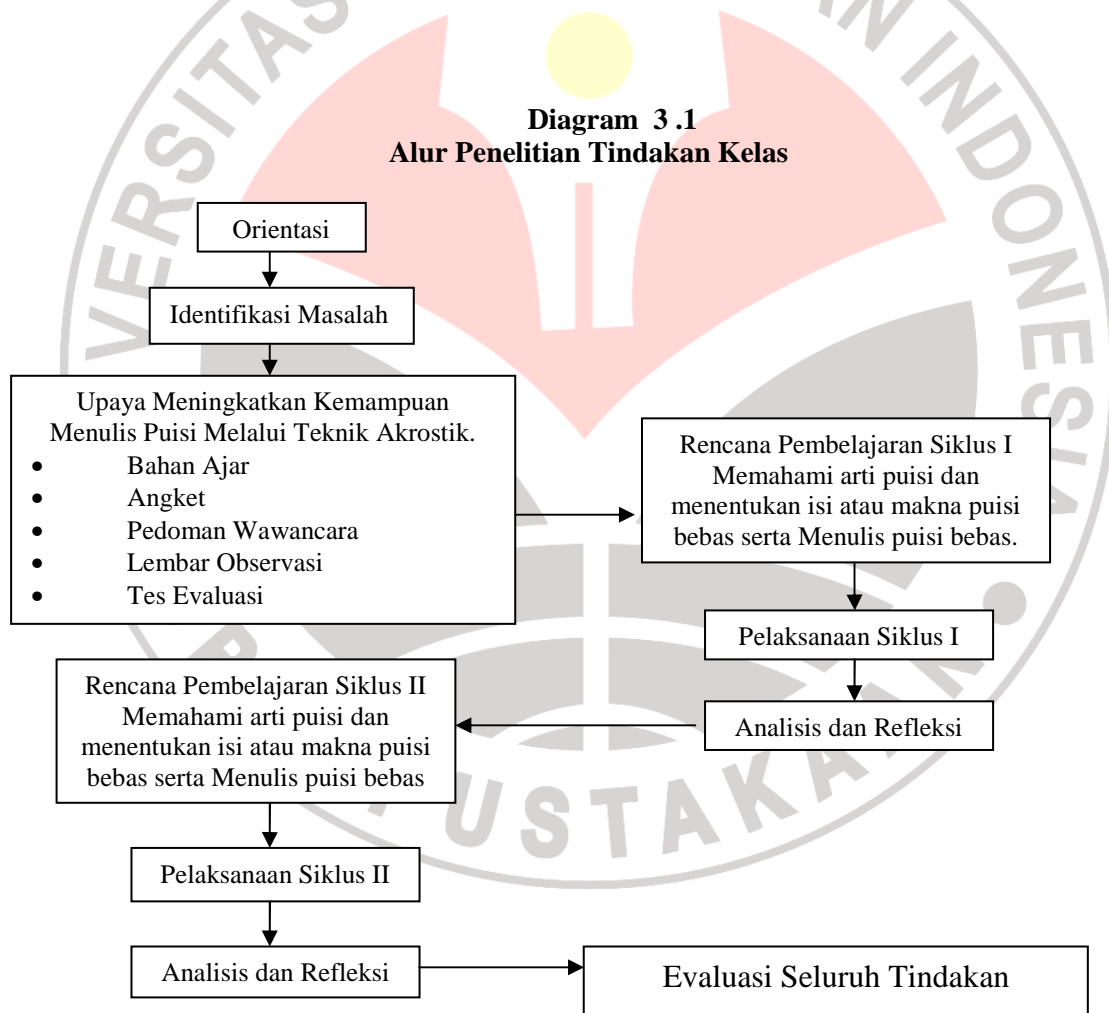 Diagram 3 .1
Alur Penelitian Tindakan Kelas
Orientasi
Identifikasi Masalah
Upaya Meningkatkan Kemampuan
Menulis Puisi Melalui Teknik Akrostik.
• Bahan Ajar
• Angket
• Pedoman Wawancara
• Lembar Observasi
• Tes Evaluasi
Rencana Pembelajaran Siklus I
Memahami arti puisi dan
menentukan isi atau makna puisi
bebas serta Menulis puisi bebas.
Pelaksanaan Siklus I
Analisis dan Refleksi
Rencana Pembelajaran Siklus II
Memahami arti puisi dan
menentukan isi atau makna puisi
bebas serta Menulis puisi bebas
Pelaksanaan Siklus II
Analisis dan Refleksi
Evaluasi Seluruh Tindakan
INDONESIA